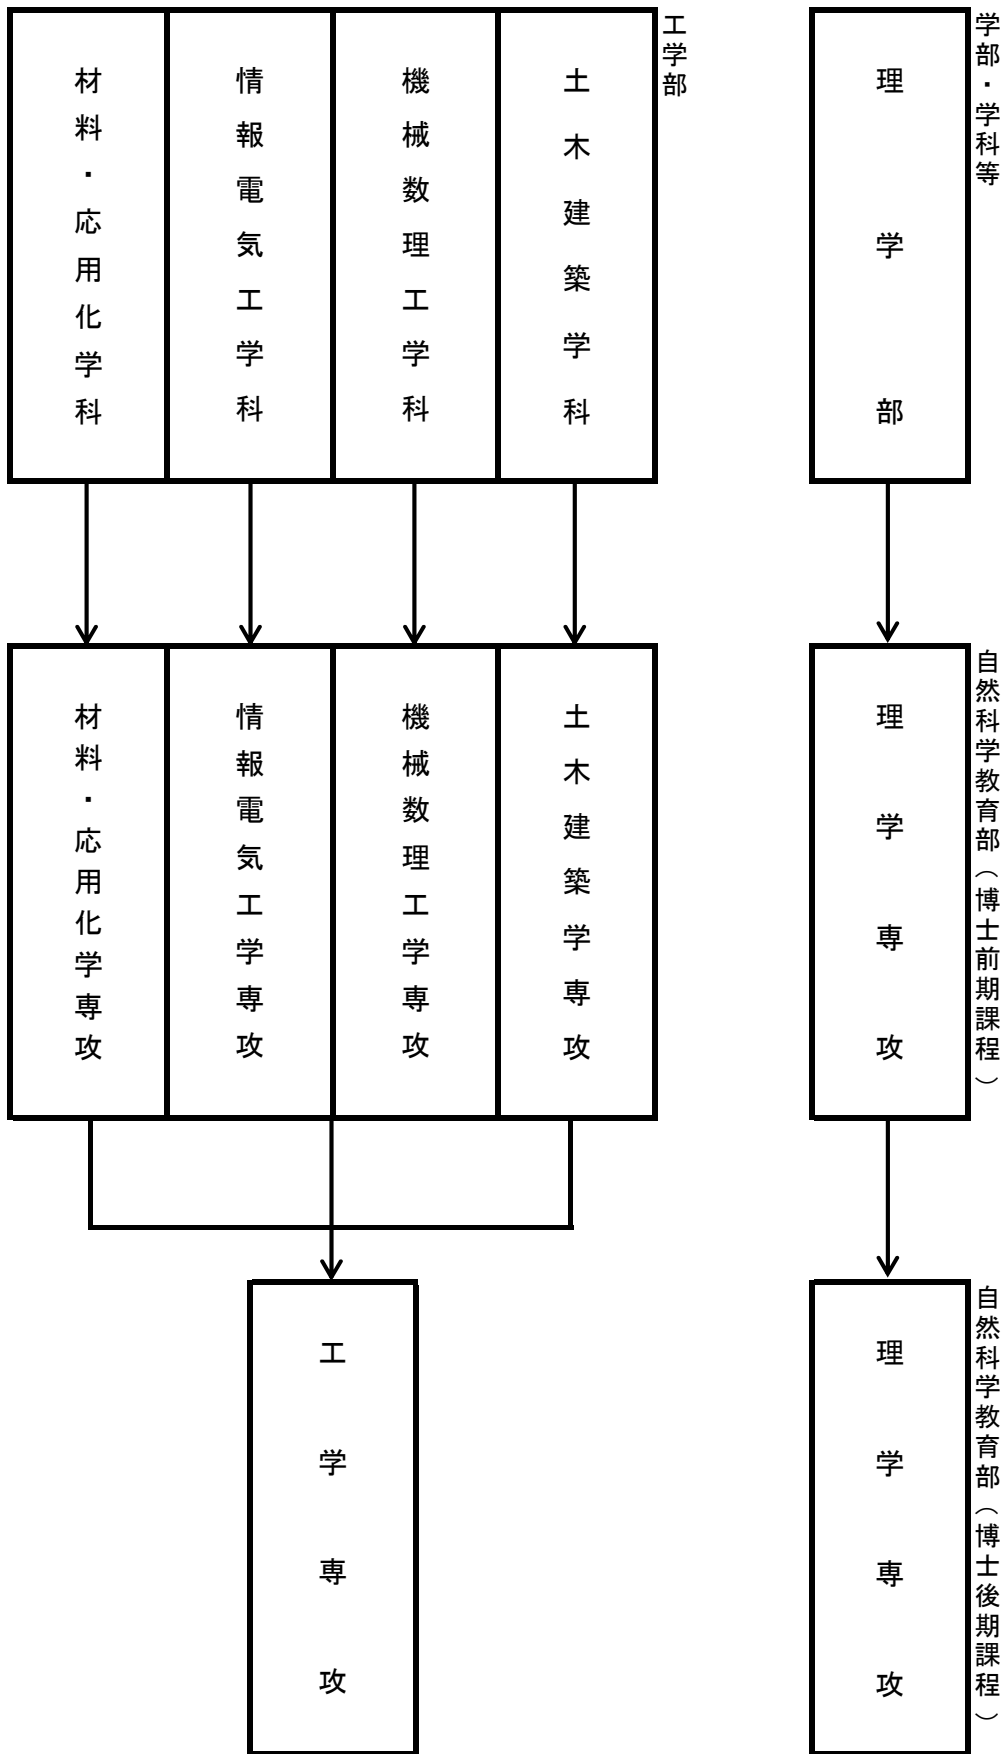 学部・学科等
理学部
工学部
土木建築学科
機械数理工学科
情報電気工学科
材料・応用化学科
自然科学教育部（博士前期課程）
理学専攻
土木建築学専攻
機械数理工学専攻
情報電気工学専攻
材料・応用化学専攻
自然科学教育部（博士後期課程）
理学専攻
工学専攻